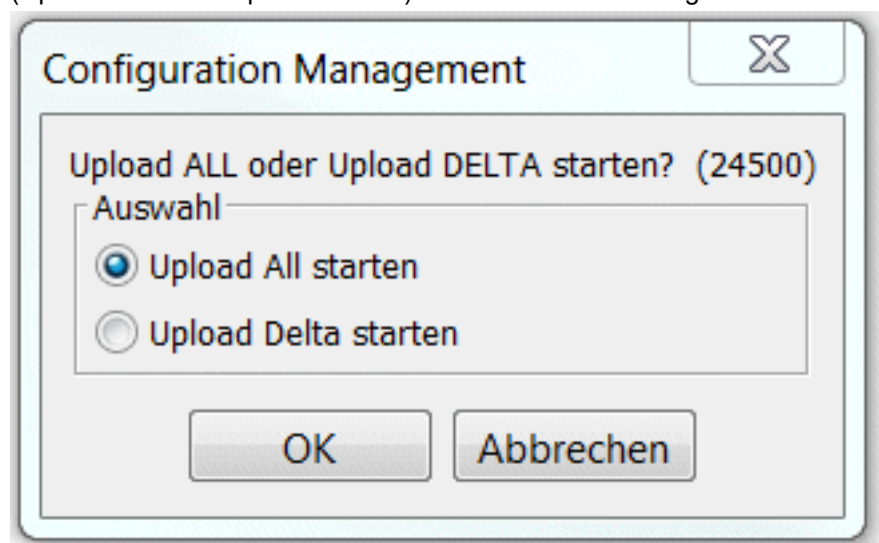 Configuration Management
Upload ALL oder Upload DELTA starten? (24500)
Auswahl
Upload All starten
Upload Delta starten
OK
Abbrechen